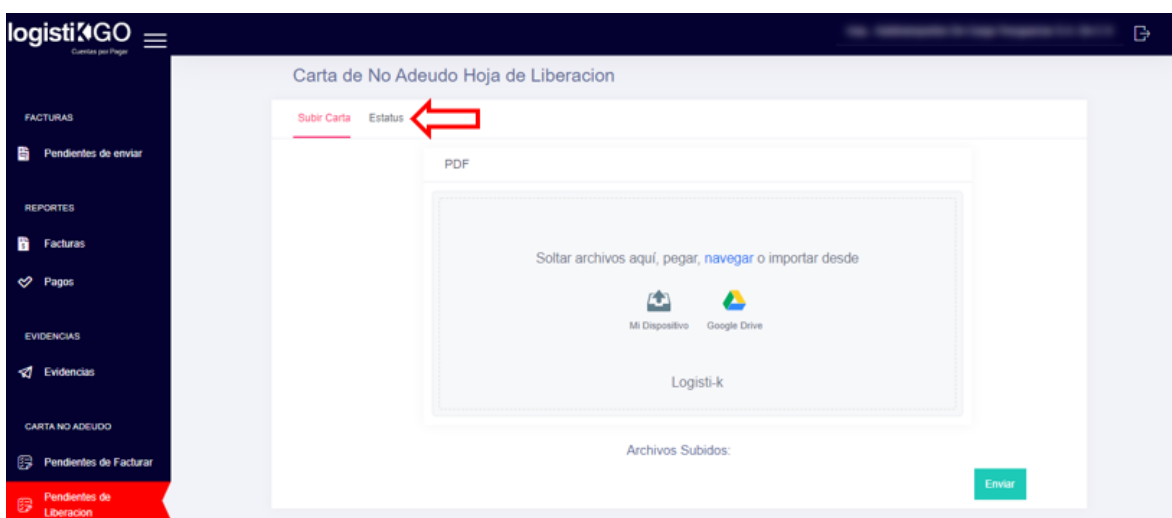 logistikGO
Cuentas por Pagar
Carta de No Adeudo Hoja de Liberacion
FACTURAS
Pendientes de enviar
REPORTES
Facturas
Pagos
EVIDENCIAS
Evidencias
CARTA NO ADEUDO
Pendientes de Facturar
Pendientes de
Liberacion
Subir Carta Estatus
PDF
Soltar archivos aquí, pegar, navegar o importar desde
Mi Dispositivo Google Drive
Logisti-k
Archivos Subidos:
Enviar